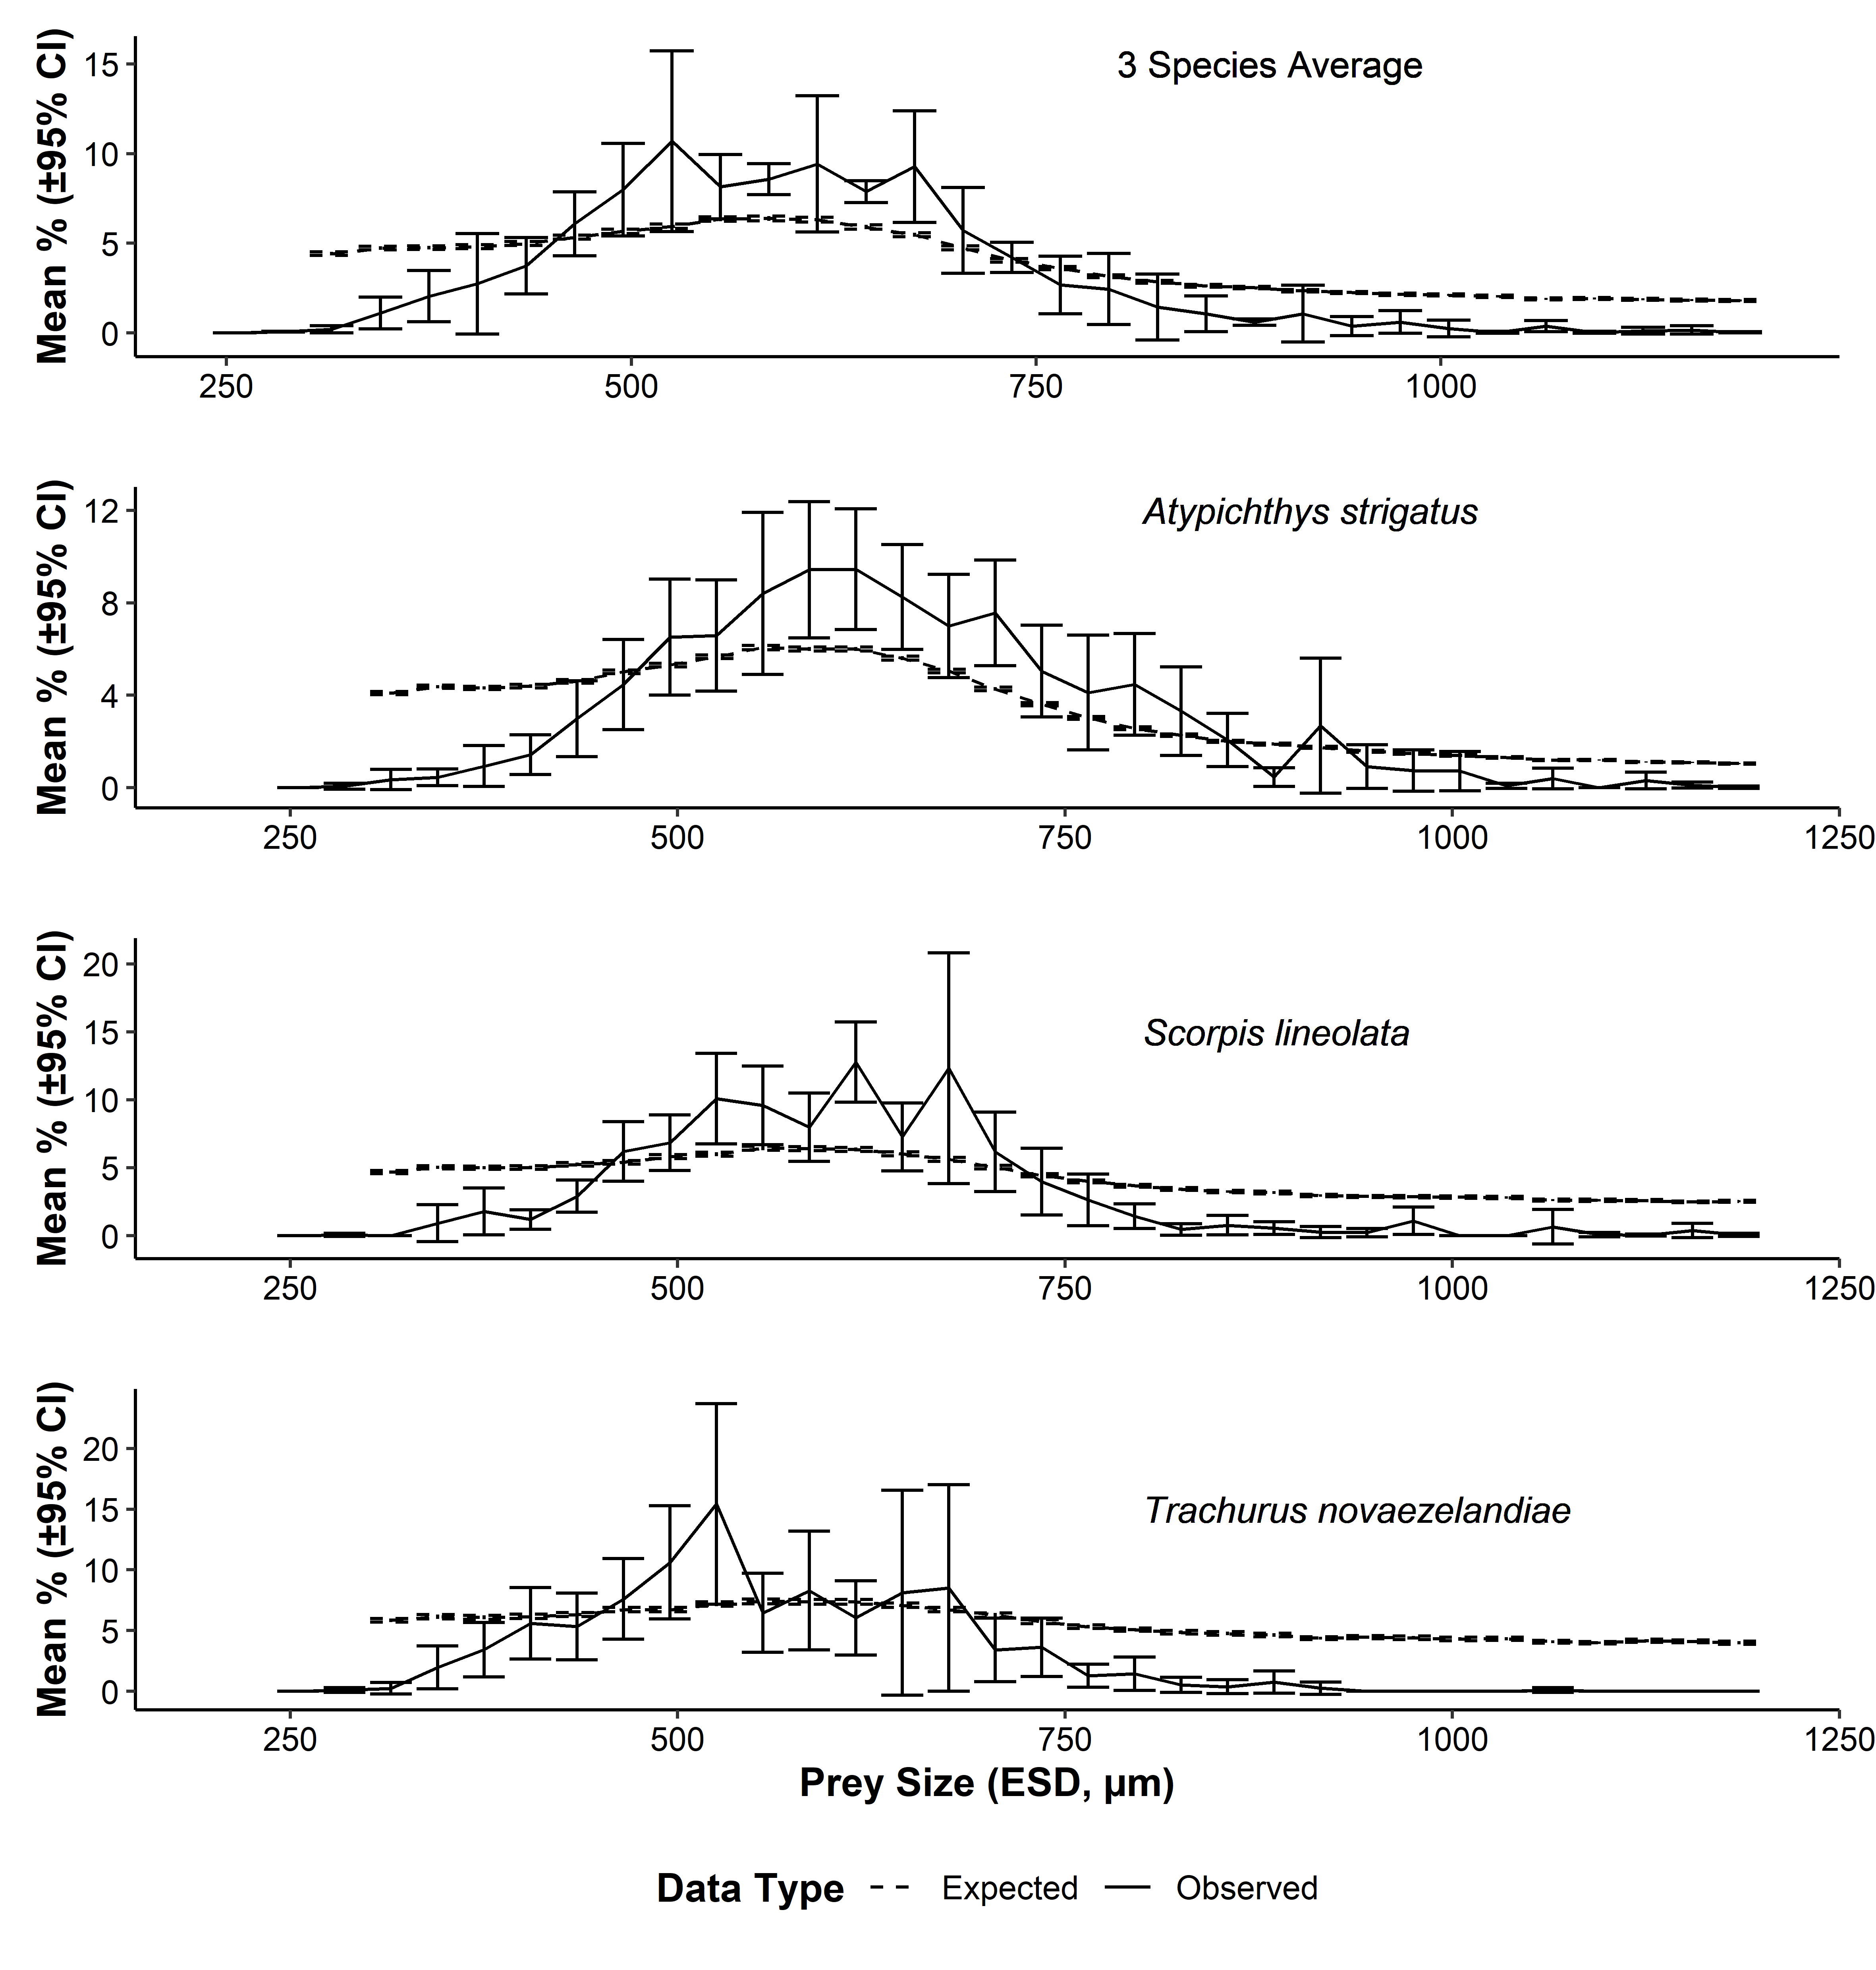 3 Species Average
Mean % (±95% CI)
15
10
5
0
250 500 750 1000
Atypichthys strigatus
Mean % (±95% CI)
12
8
4
0
250 500 750 1000 1250
Scorpis lineolata
Mean % (±95% CI)
20
15
10
5
0
250 500 750 1000 1250
Trachurus novaezelandiae
Mean % (±95% CI)
20
15
10
5
0
250 500 750 1000 1250
Prey Size (ESD, µm)
Data Type Expected Observed